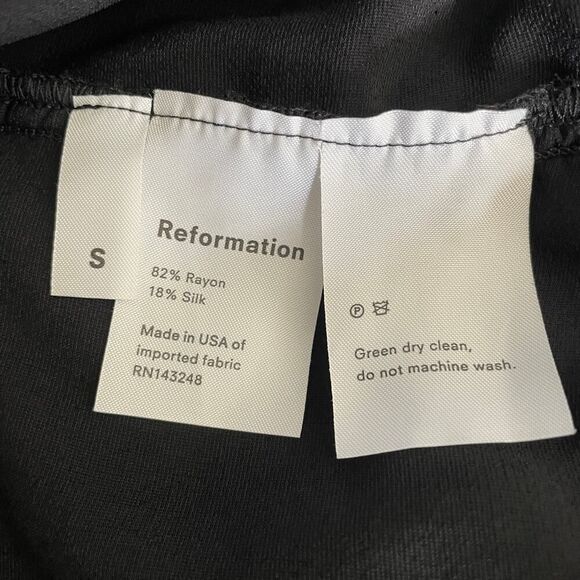 S
Reformation
82% Rayon
18% Silk
Made in USA of
imported fabric
RN143248
Ⓟ
Green dry clean,
do not machine wash.